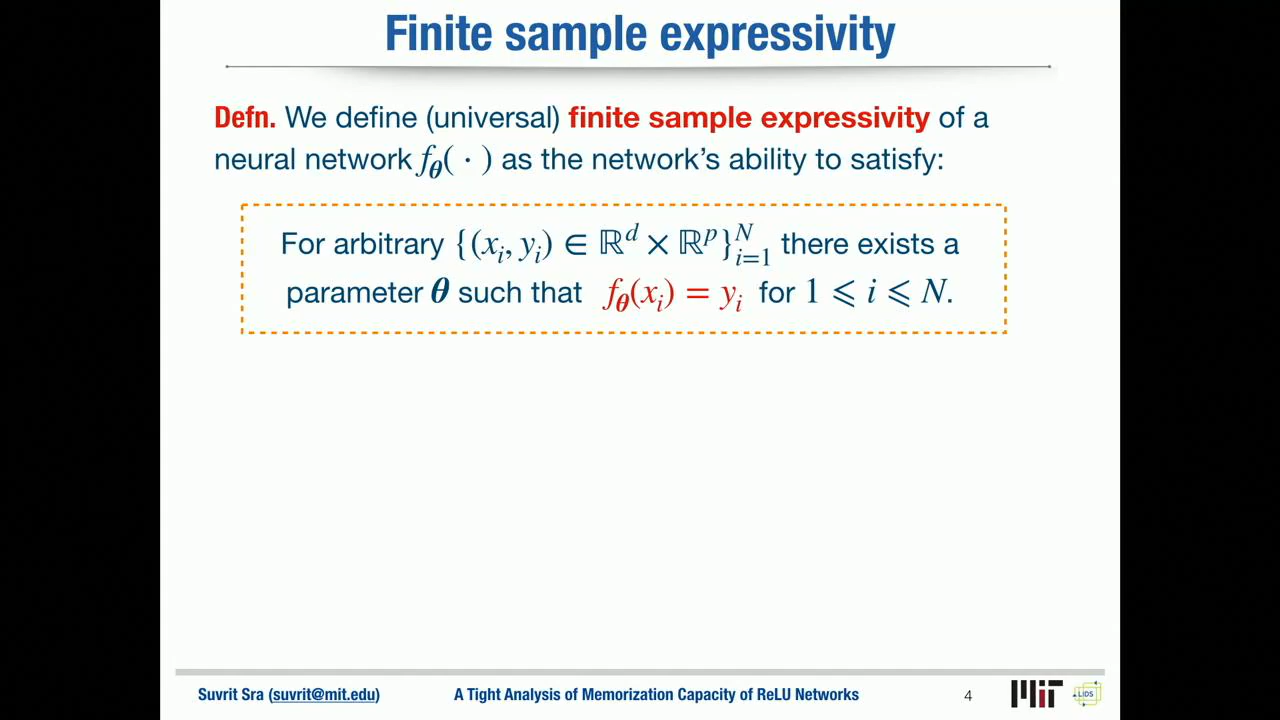 Finite sample expressivity
Defn. We define (universal) finite sample expressivity of a
neural network f_θ( · ) as the network's ability to satisfy:
For arbitrary {(x_i, y_i) ∈ ℝ^d × ℝ^p}_{i=1}^N there exists a
parameter θ such that f_θ(x_i) = y_i for 1 ⩽ i ⩽ N.
Suvrit Sra (suvrit@mit.edu) A Tight Analysis of Memorization Capacity of ReLU Networks 4 MIT LIDS